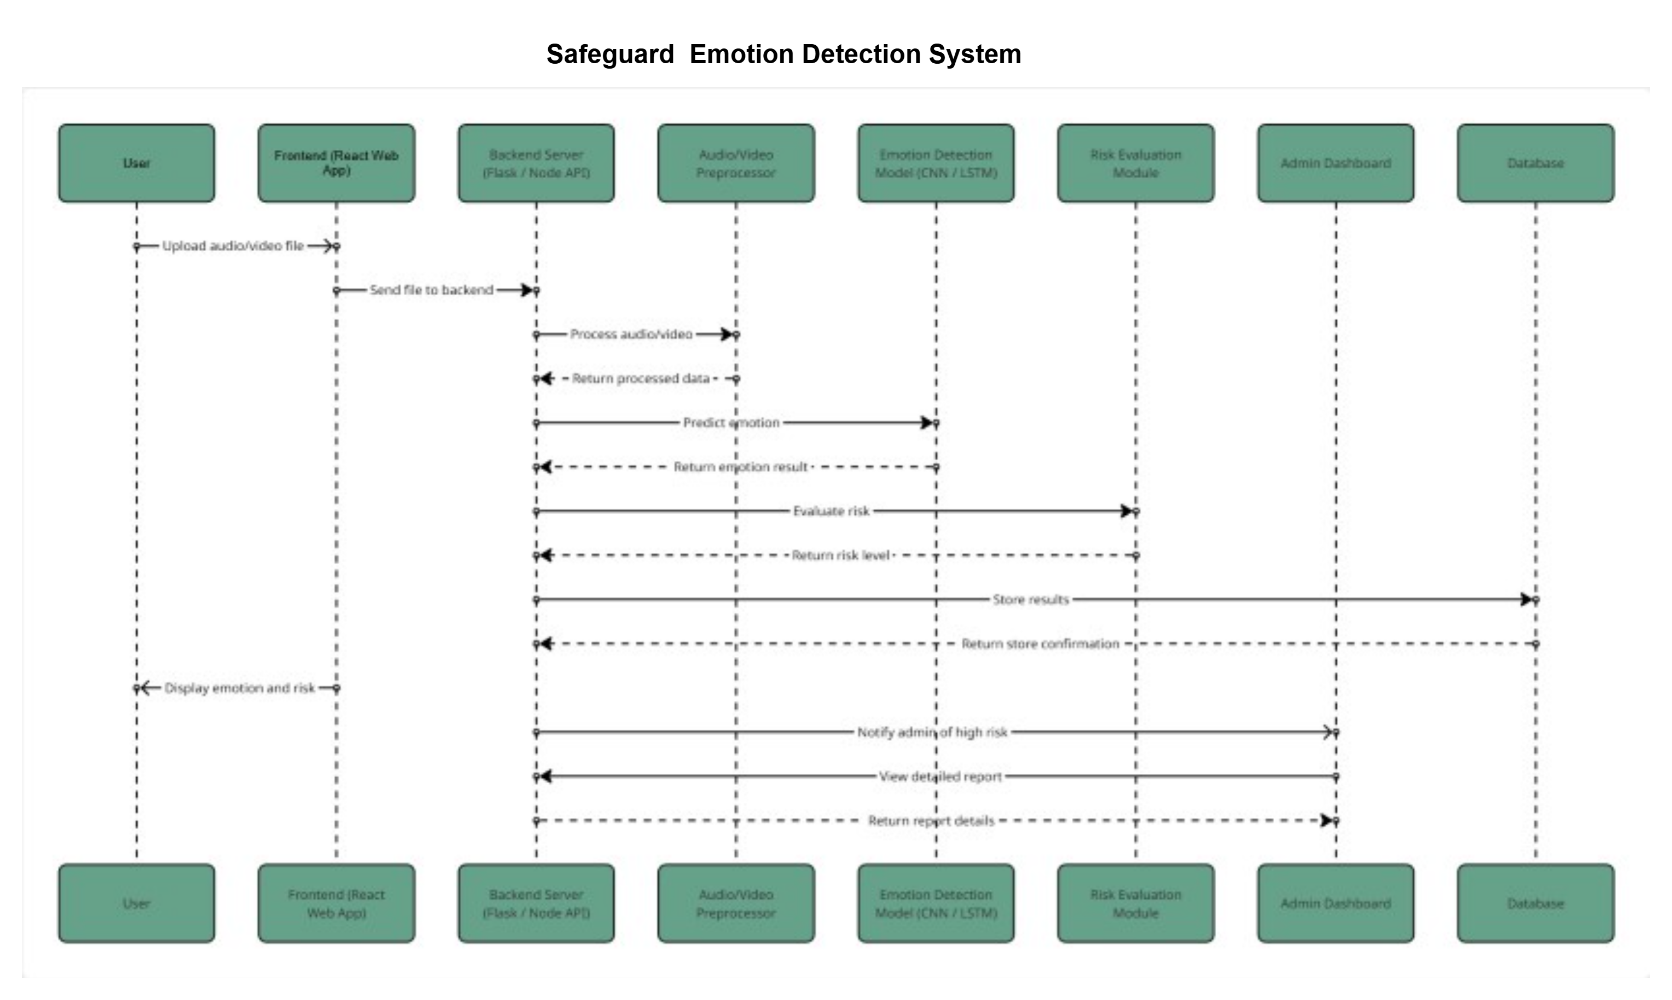 Safeguard  Emotion Detection System
User
Frontend (React Web
App)
Backend Server
(Flask / Node API)
Audio/Video
Preprocessor
Emotion Detection
Model (CNN / LSTM)
Risk Evaluation
Module
Admin Dashboard
Database
Upload audio/video file
Send file to backend
Process audio/video
Return processed data
Predict emotion
Return emotion result
Evaluate risk
Return risk level
Store results
Return store confirmation
Display emotion and risk
Notify admin of high risk
View detailed report
Return report details
User
Frontend (React
Web App)
Backend Server
(Flask / Node API)
Audio/Video
Preprocessor
Emotion Detection
Model (CNN / LSTM)
Risk Evaluation
Module
Admin Dashboard
Database